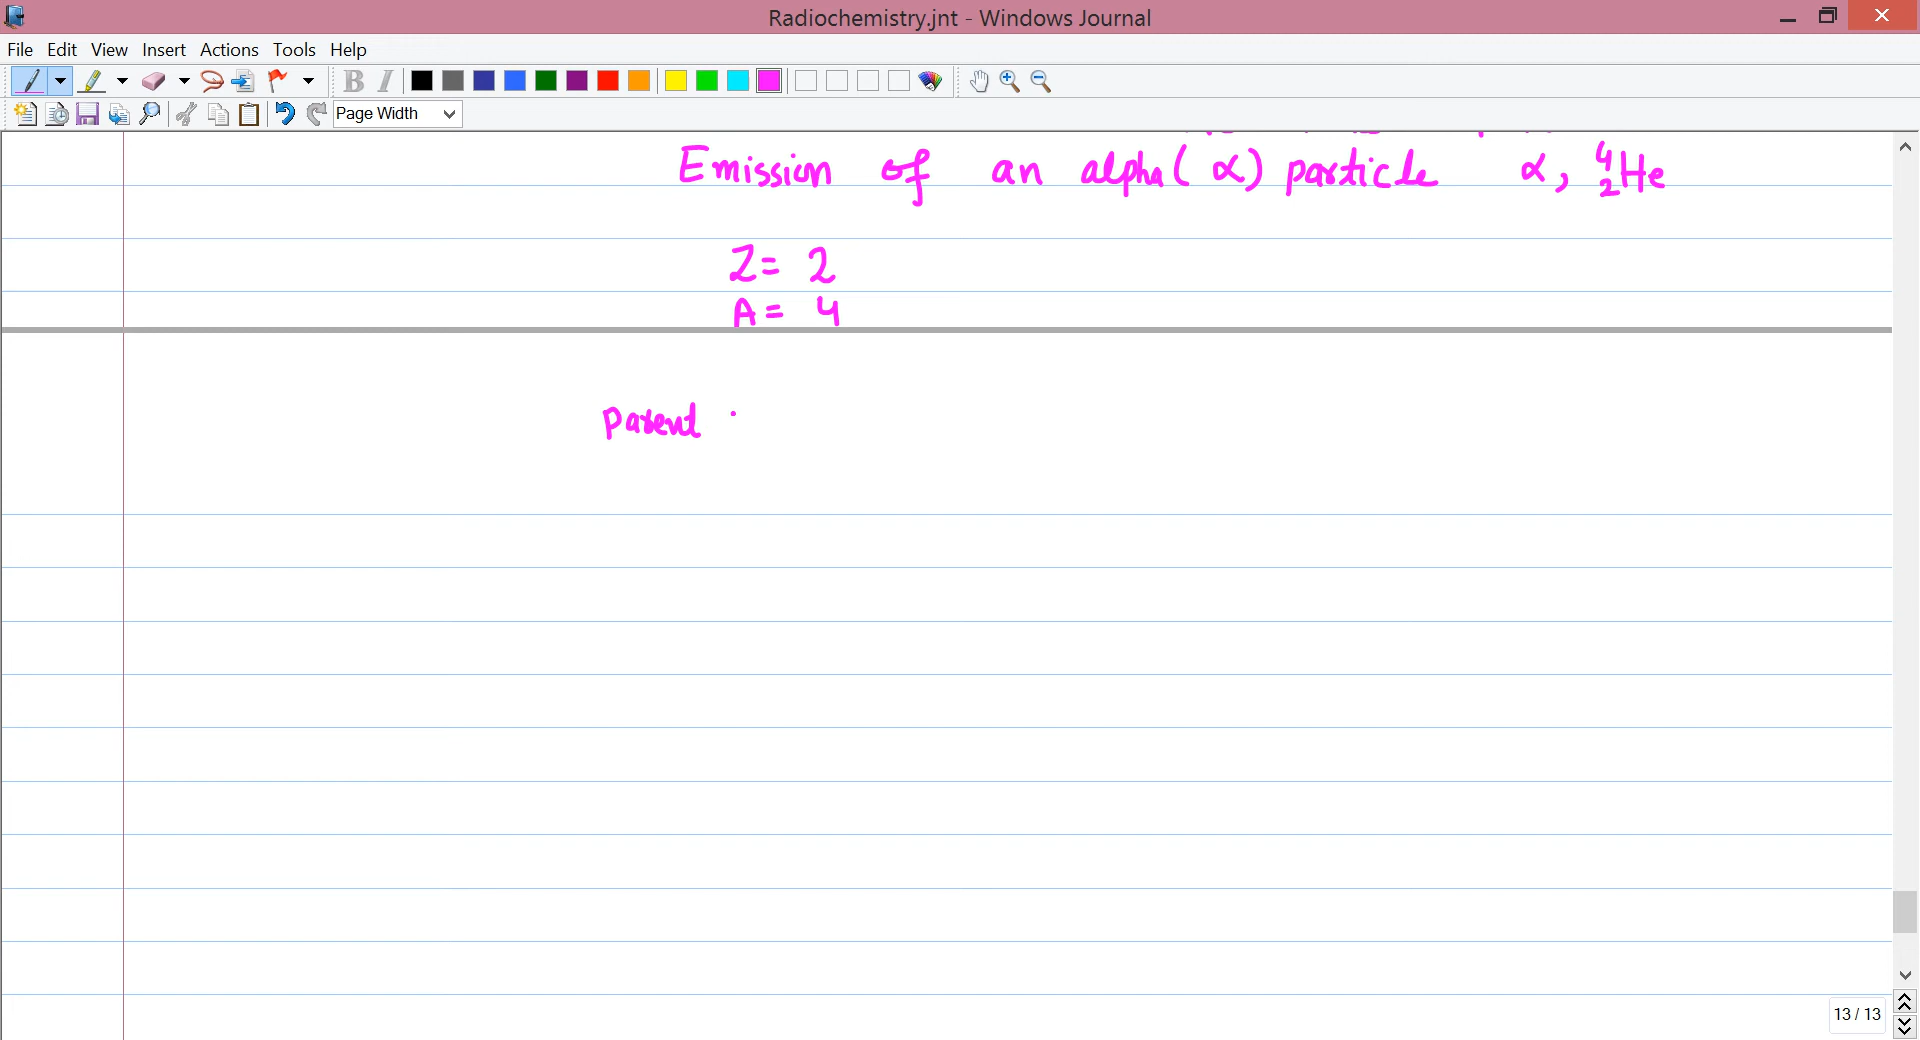 Radiochemistry.jnt - Windows Journal
File Edit View Insert Actions Tools Help
B I
Page Width
Emission of an alpha(α) particle α, ⁴₂He
Z= 2
A= 4
Parent
13 / 13